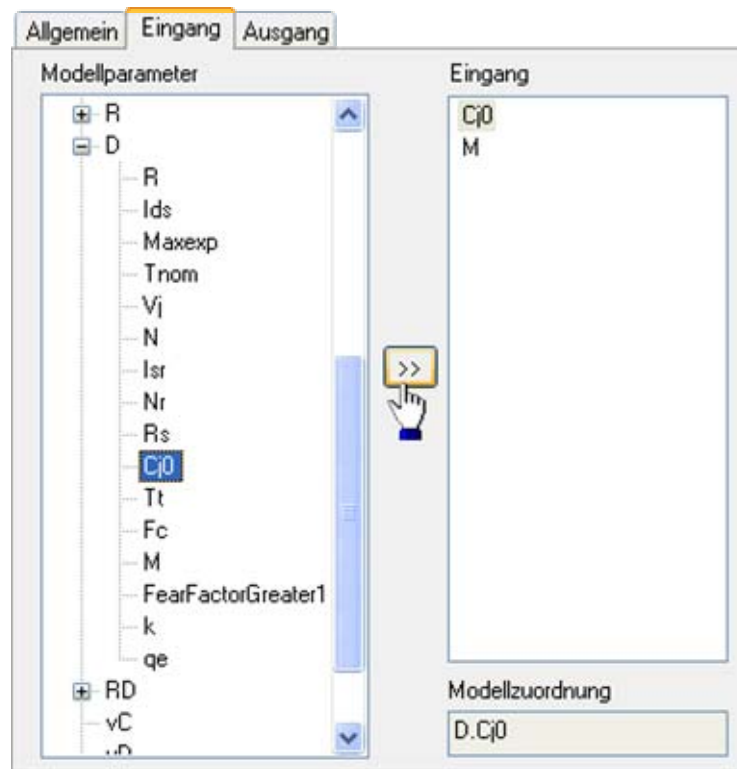 Allgemein Eingang Ausgang
Modellparameter
R
D
R
Ids
Maxexp
Tnom
Vj
N
Isr
Nr
Rs
Cj0
Tt
Fc
M
FearFactorGreater1
k
qe
RD
vC
>>
Eingang
Cj0
M
Modellzuordnung
D.Cj0